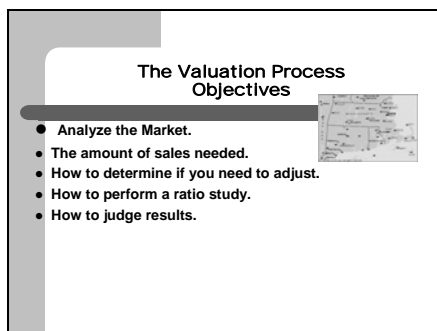 The Valuation Process
Objectives
● Analyze the Market.
● The amount of sales needed.
● How to determine if you need to adjust.
● How to perform a ratio study.
● How to judge results.